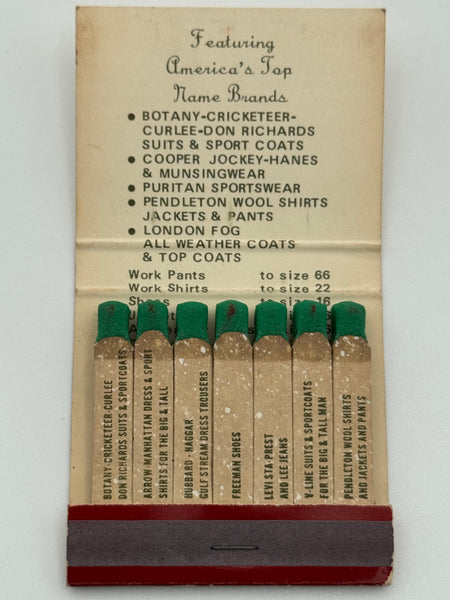 Featuring
America's Top
Name Brands
● BOTANY-CRICKETEER-
CURLEE-DON RICHARDS
SUITS & SPORT COATS
● COOPER JOCKEY-HANES
& MUNSINGWEAR
● PURITAN SPORTSWEAR
● PENDLETON WOOL SHIRTS
JACKETS & PANTS
● LONDON FOG
ALL WEATHER COATS
& TOP COATS
Work Pants to size 66
Work Shirts to size 22
Shoes 16
BOTANY-CRICKETEER-CURLEE
DON RICHARDS SUITS & SPORTCOATS
ARROW-MANHATTAN DRESS & SPORT
SHIRTS FOR THE BIG & TALL
HUBBARD - HAGGAR
GULF STREAM DRESS TROUSERS
FREEMAN SHOES
LEVI STA-PREST
AND LEE JEANS
V-LINE SUITS & SPORTCOATS
FOR THE BIG & TALL MAN
PENDLETON WOOL SHIRTS
AND JACKETS AND PANTS